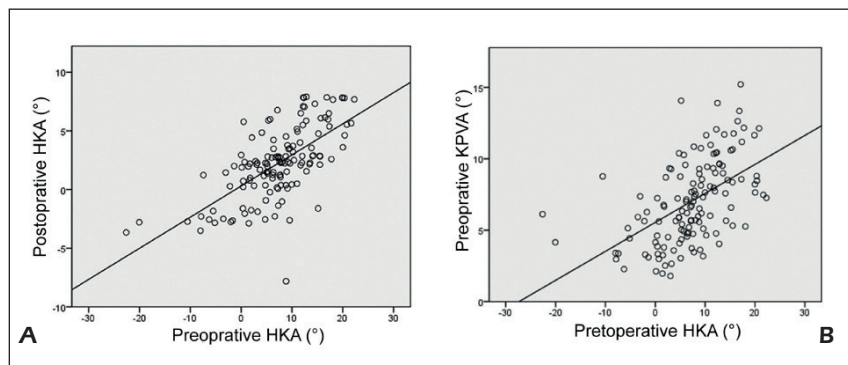 10
5
0
-5
-10
Postoprative HKA (°)
-30 -20 -10 0 10 20 30
Preoprative HKA (°)
A
15
10
5
0
Preoprative KPVA (°)
-30 -20 -10 0 10 20 30
Pretoperative HKA (°)
B